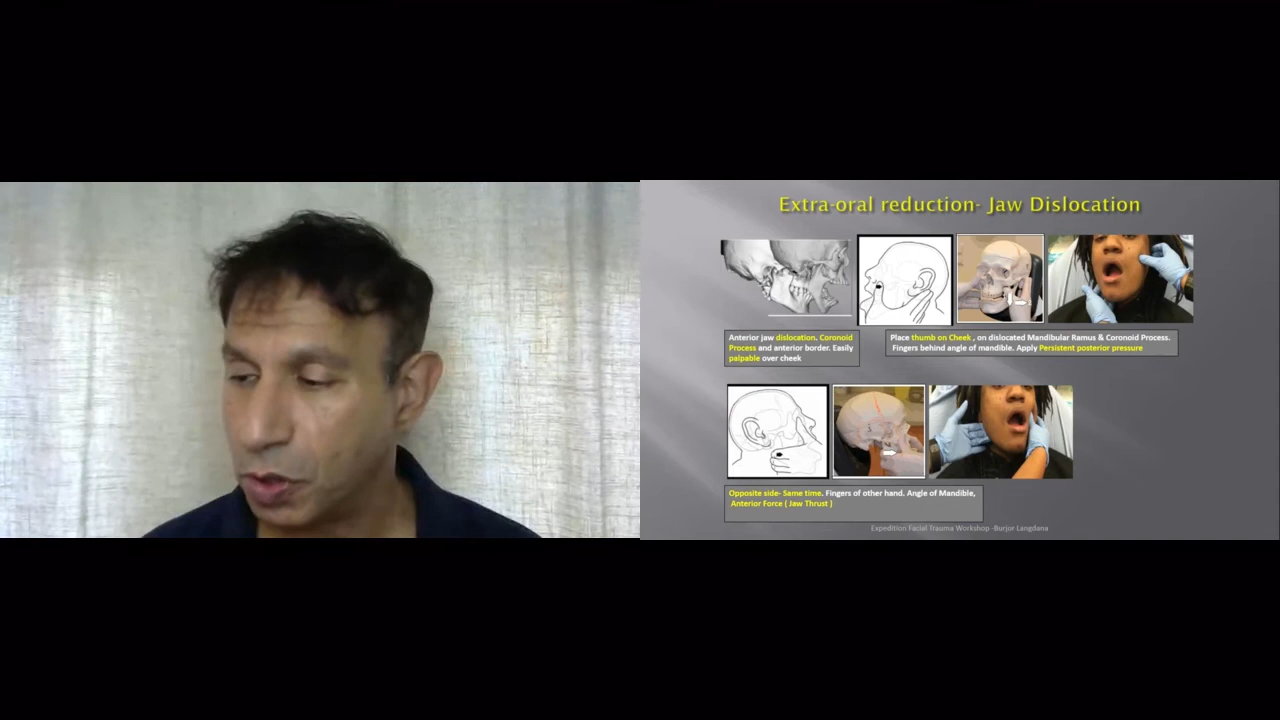 Extra-oral reduction- Jaw Dislocation
Anterior jaw dislocation. Coronoid
Process and anterior border. Easily
palpable over cheek
Place thumb on Cheek , on dislocated Mandibular Ramus & Coronoid Process.
Fingers behind angle of mandible. Apply Persistent posterior pressure
Opposite side- Same time. Fingers of other hand. Angle of Mandible,
Anterior Force ( Jaw Thrust )
Expedition Facial Trauma Workshop -Burjor Langdana